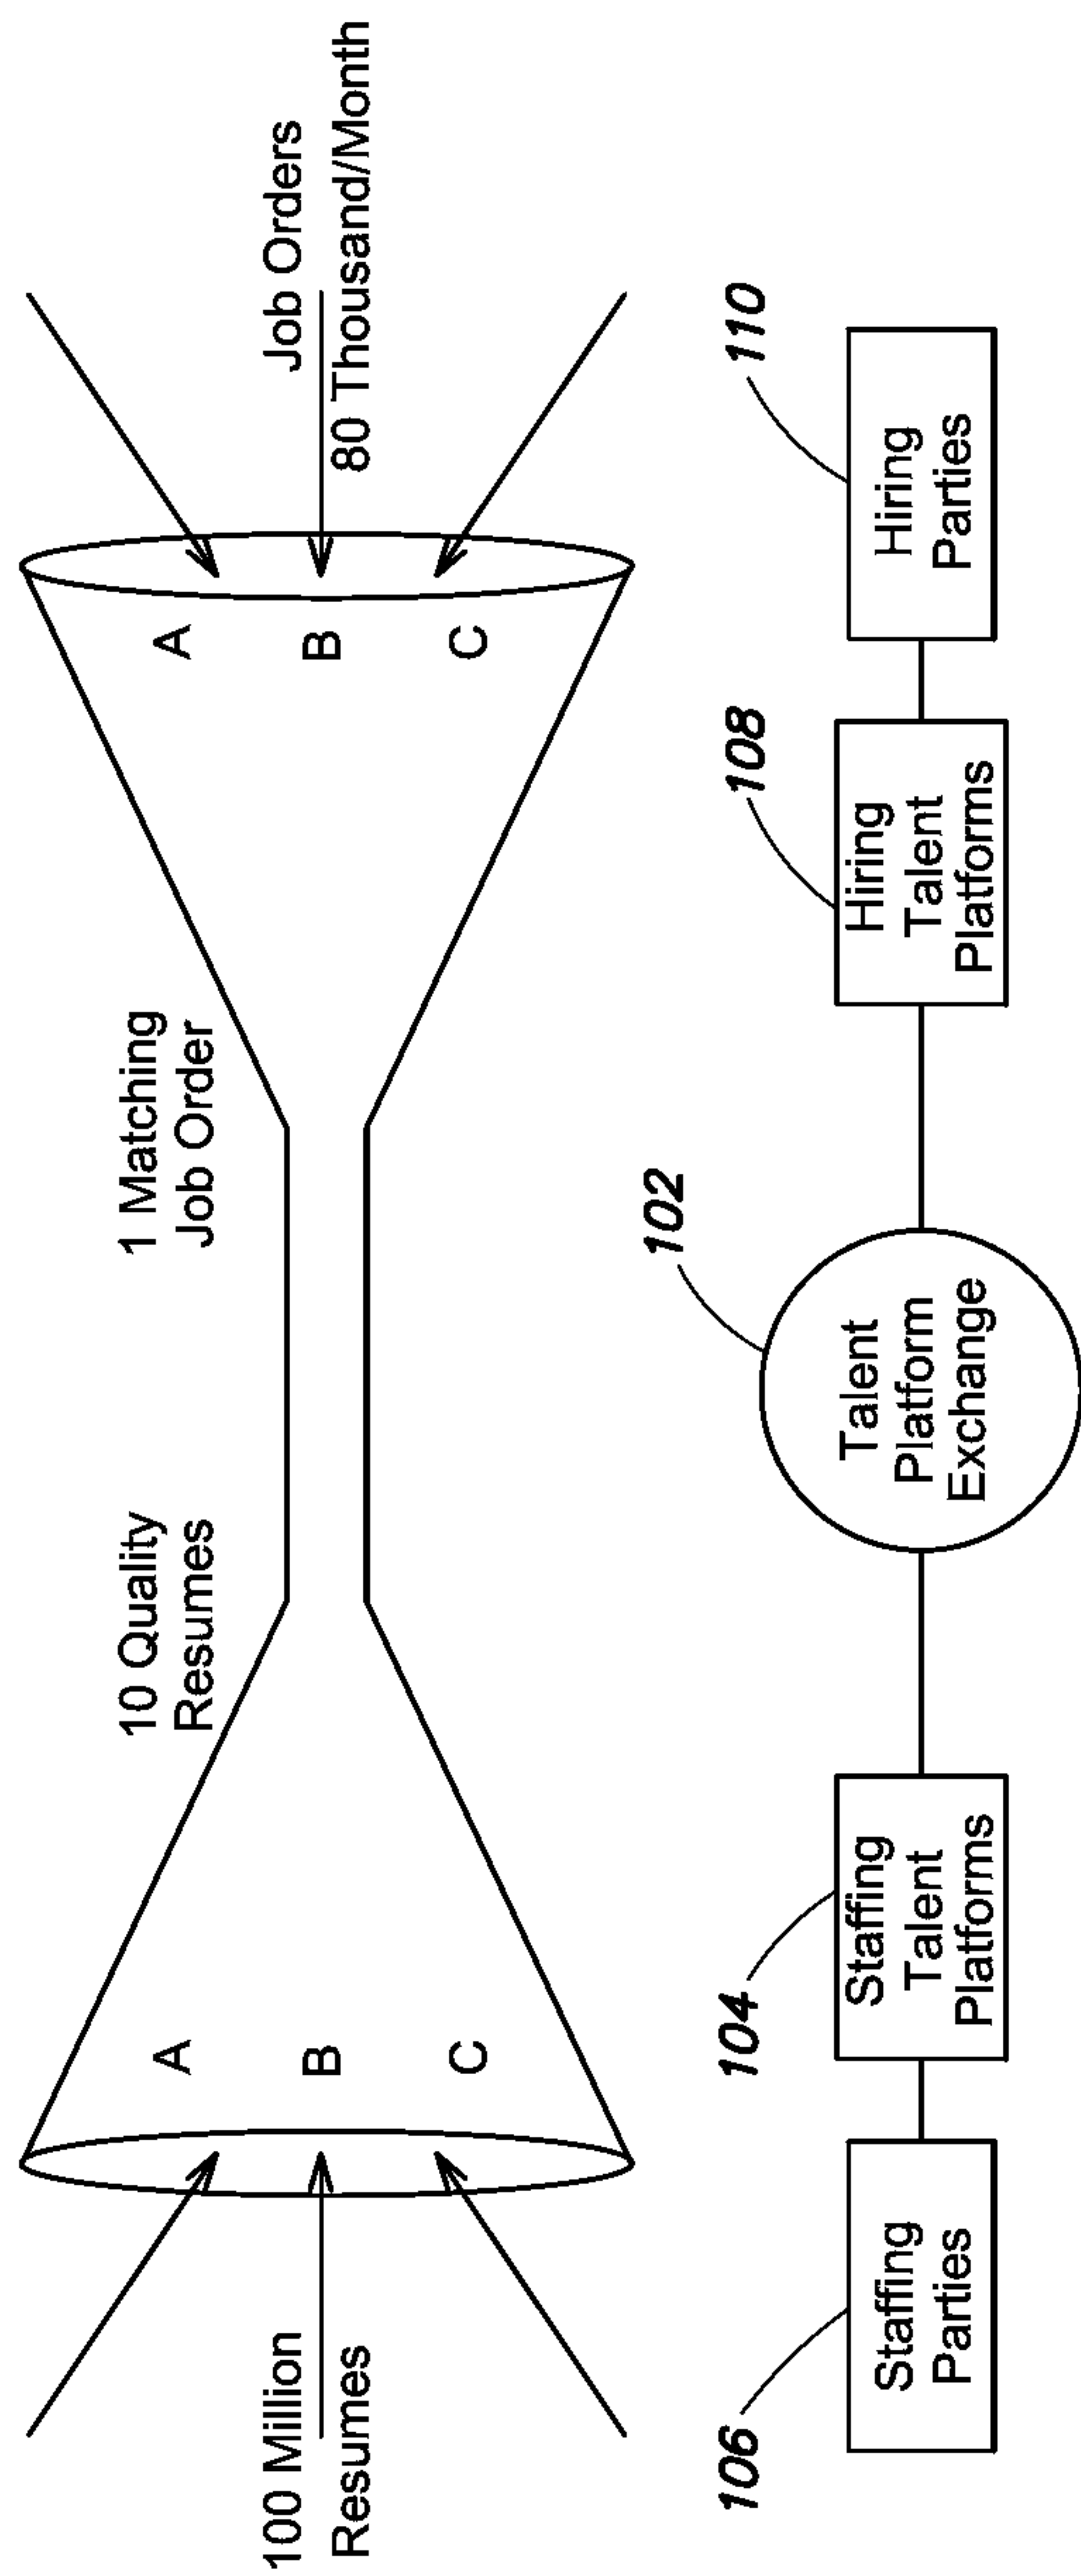 100 Million
Resumes
A
B
C
10 Quality
Resumes
1 Matching
Job Order
A
B
C
Job Orders
80 Thousand/Month
106
Staffing
Parties
104
Staffing
Talent
Platforms
102
Talent
Platform
Exchange
108
Hiring
Talent
Platforms
110
Hiring
Parties